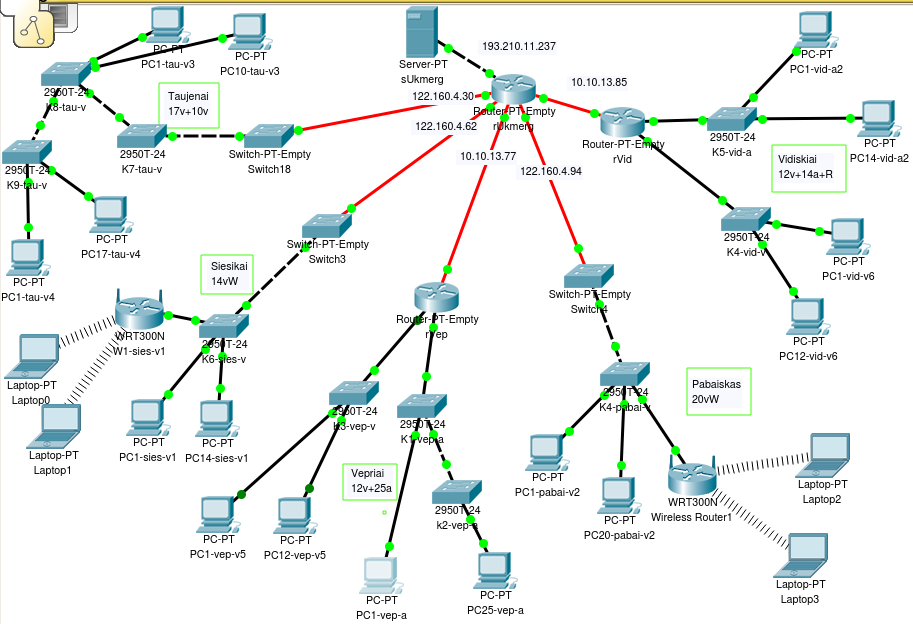 PC-PT
PC1-tau-v3
PC-PT
PC10-tau-v3
Server-PT
sUkmerg
193.210.11.237
PC-PT
PC1-vid-a2
2950T-24
K8-tau-v
Taujenai
17v+10v
122.160.4.30
Router-PT-Empty
rUkmerg
10.10.13.85
122.160.4.62
Router-PT-Empty
rVid
2950T-24
K5-vid-a
PC-PT
PC14-vid-a2
2950T-24
K9-tau-v
2950T-24
K7-tau-v
Switch-PT-Empty
Switch18
10.10.13.77
122.160.4.94
Vidiskiai
12v+14a+R
PC-PT
PC17-tau-v4
Switch-PT-Empty
Switch3
2950T-24
K4-vid-v
PC-PT
PC1-vid-v6
PC-PT
PC1-tau-v4
Siesikai
14vW
Switch-PT-Empty
Switch4
Router-PT-Empty
rVep
WRT300N
W1-sies-v1
2950T-24
K6-sies-v
PC-PT
PC12-vid-v6
Laptop-PT
Laptop0
2950T-24
K3-vep-v
2950T-24
K1-vep-a
2950T-24
K4-pabai-v
Pabaiskas
20vW
PC-PT
PC1-sies-v1
PC-PT
PC14-sies-v1
Laptop-PT
Laptop1
Vepriai
12v+25a
PC-PT
PC1-pabai-v2
Laptop-PT
Laptop2
2950T-24
k2-vep-a
WRT300N
Wireless Router1
PC-PT
PC20-pabai-v2
PC-PT
PC1-vep-v5
PC-PT
PC12-vep-v5
Laptop-PT
Laptop3
PC-PT
PC1-vep-a
PC-PT
PC25-vep-a